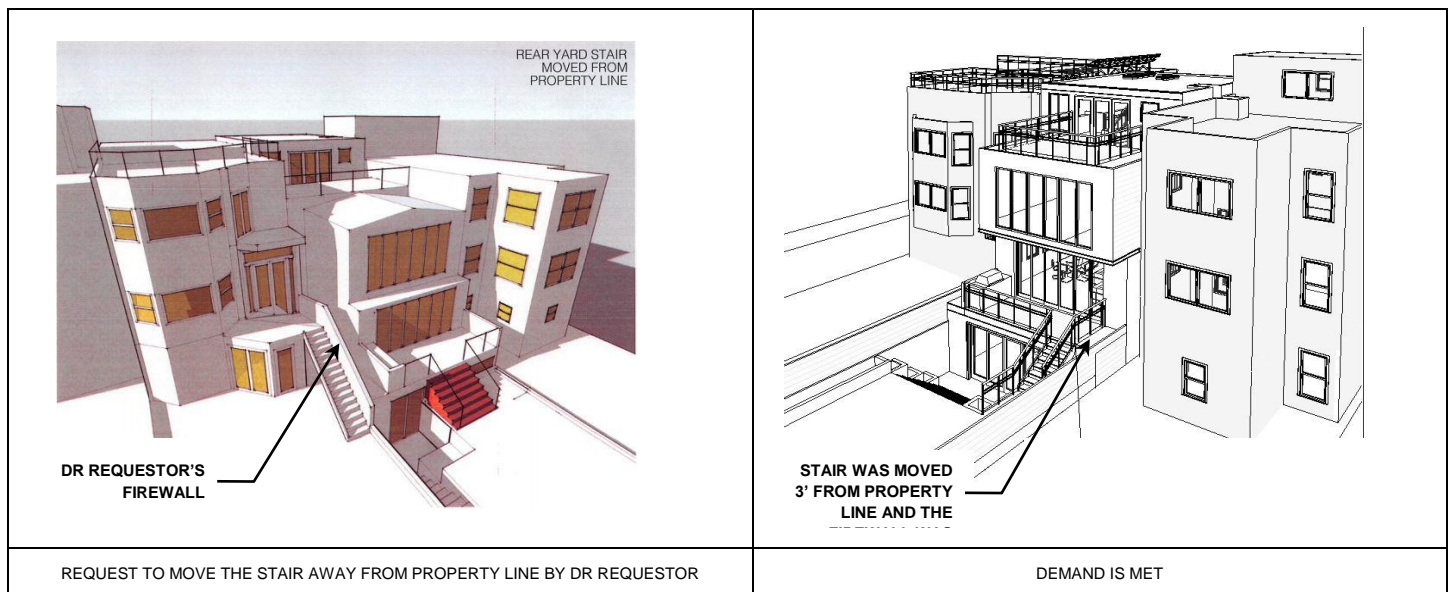 REAR YARD STAIR
MOVED FROM
PROPERTY LINE
DR REQUESTOR'S
FIREWALL
STAIR WAS MOVED
3' FROM PROPERTY
LINE AND THE
REQUEST TO MOVE THE STAIR AWAY FROM PROPERTY LINE BY DR REQUESTOR
DEMAND IS MET